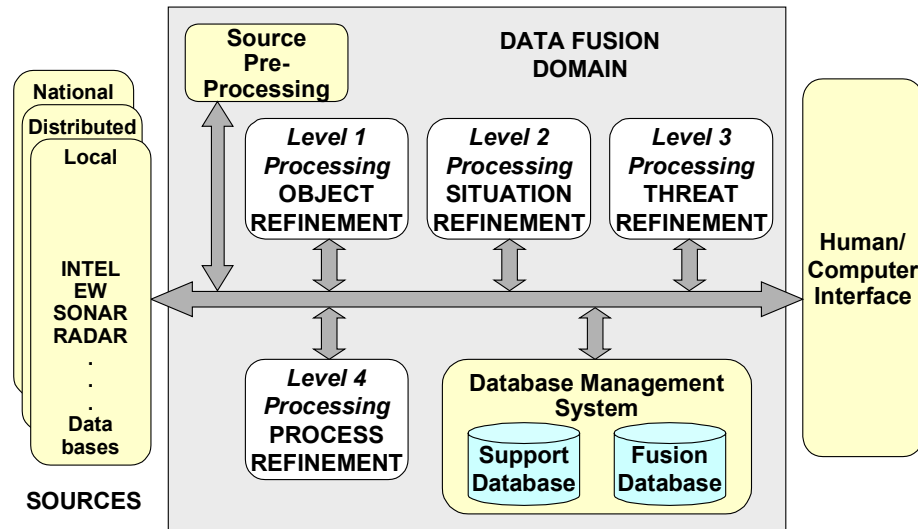 Source
Pre-
Processing
DATA FUSION
DOMAIN
National
Distributed
Local
INTEL
EW
SONAR
RADAR
.
.
.
Data
bases
SOURCES
Level 1
Processing
OBJECT
REFINEMENT
Level 2
Processing
SITUATION
REFINEMENT
Level 3
Processing
THREAT
REFINEMENT
Human/
Computer
Interface
Level 4
Processing
PROCESS
REFINEMENT
Database Management
System
Support
Database
Fusion
Database